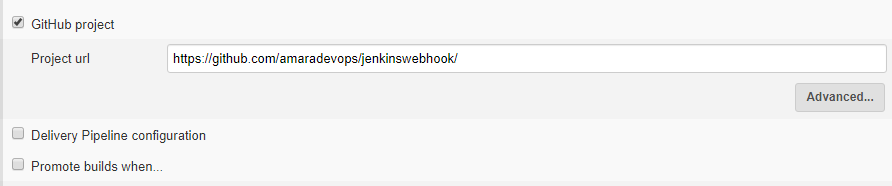 GitHub project
Project url https://github.com/amaradevops/jenkinswebhook/
Advanced...
Delivery Pipeline configuration
Promote builds when...